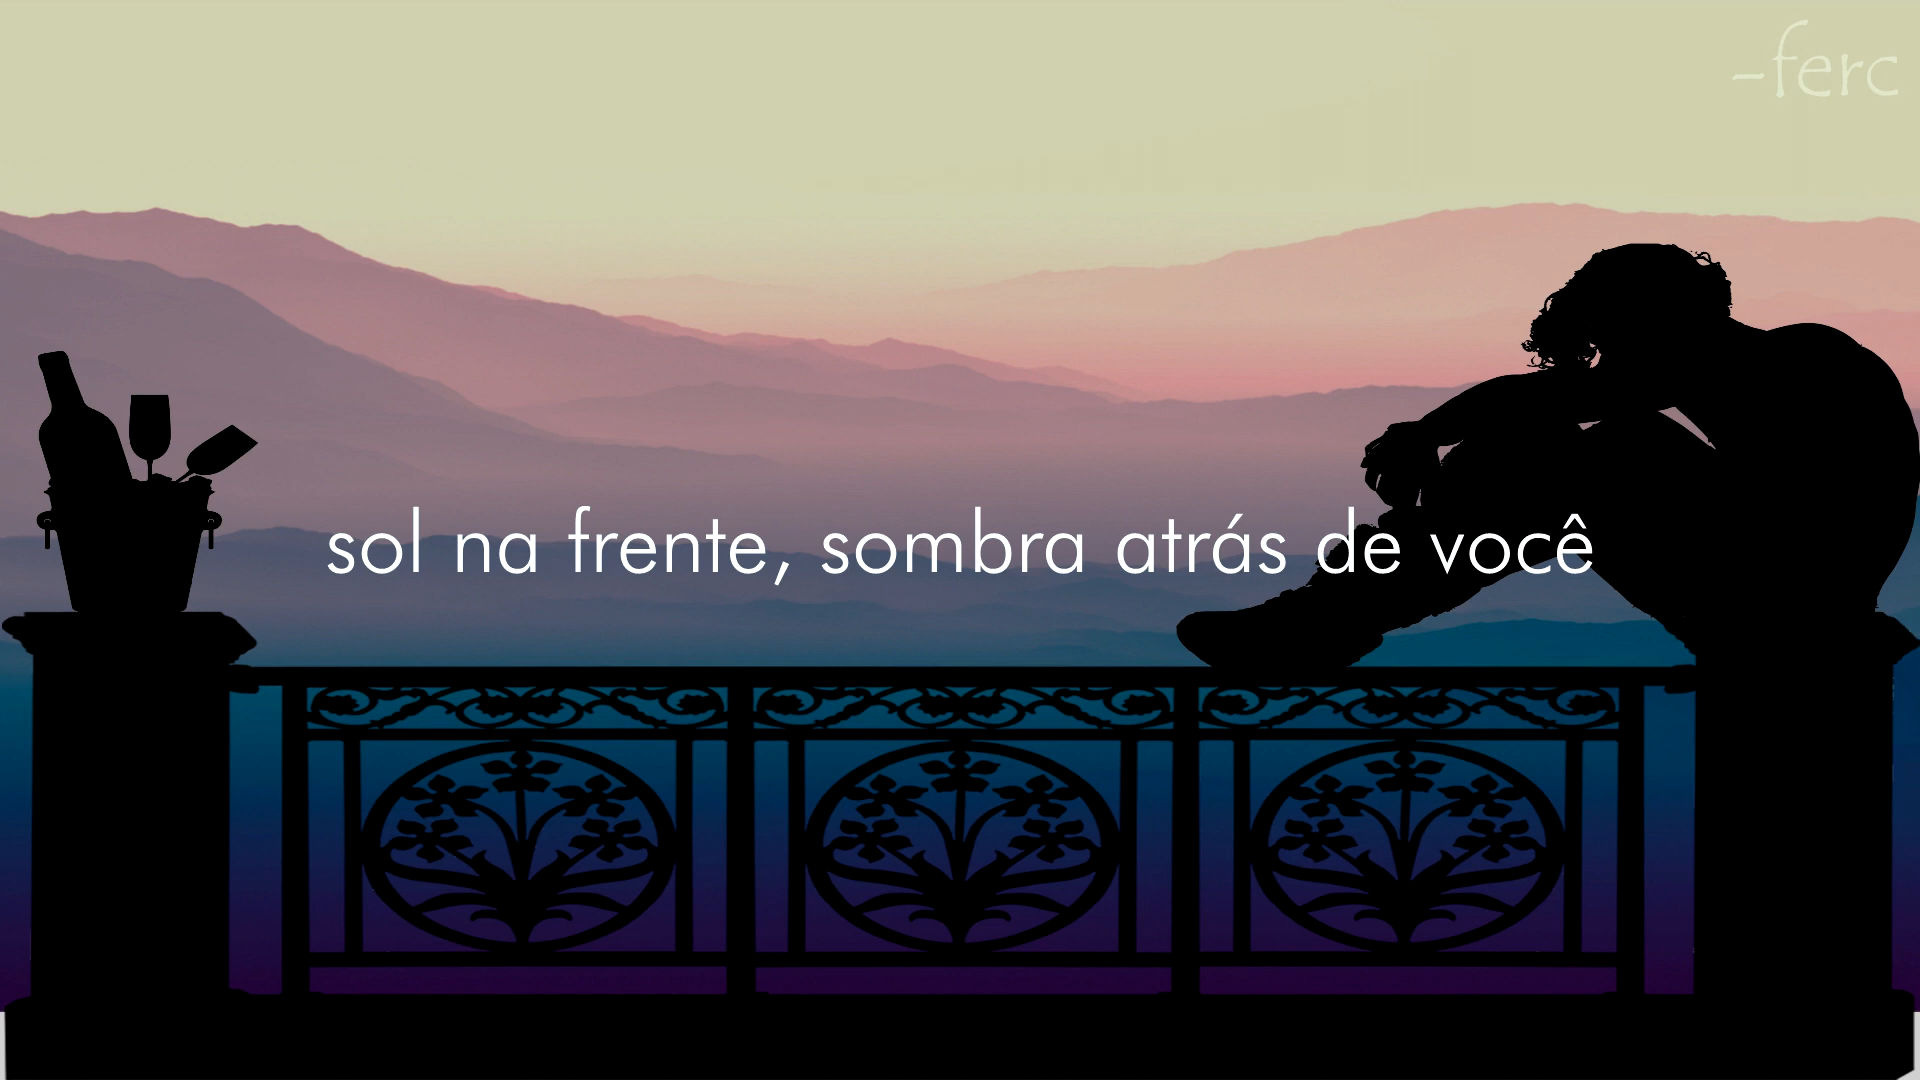 -ferc
sol na frente, sombra atrás de você